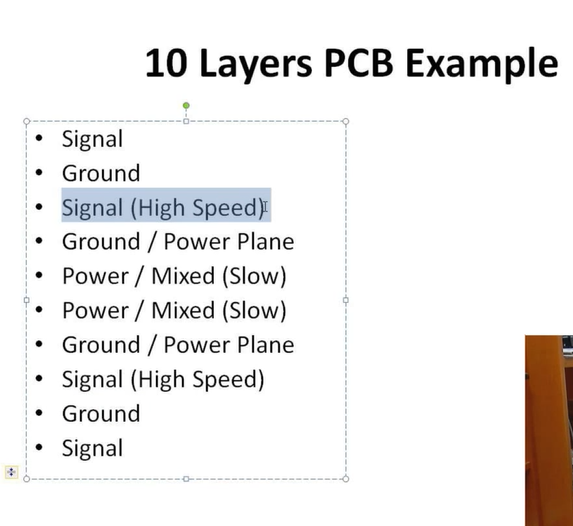 10 Layers PCB Example
• Signal
• Ground
• Signal (High Speed)
• Ground / Power Plane
• Power / Mixed (Slow)
• Power / Mixed (Slow)
• Ground / Power Plane
• Signal (High Speed)
• Ground
• Signal